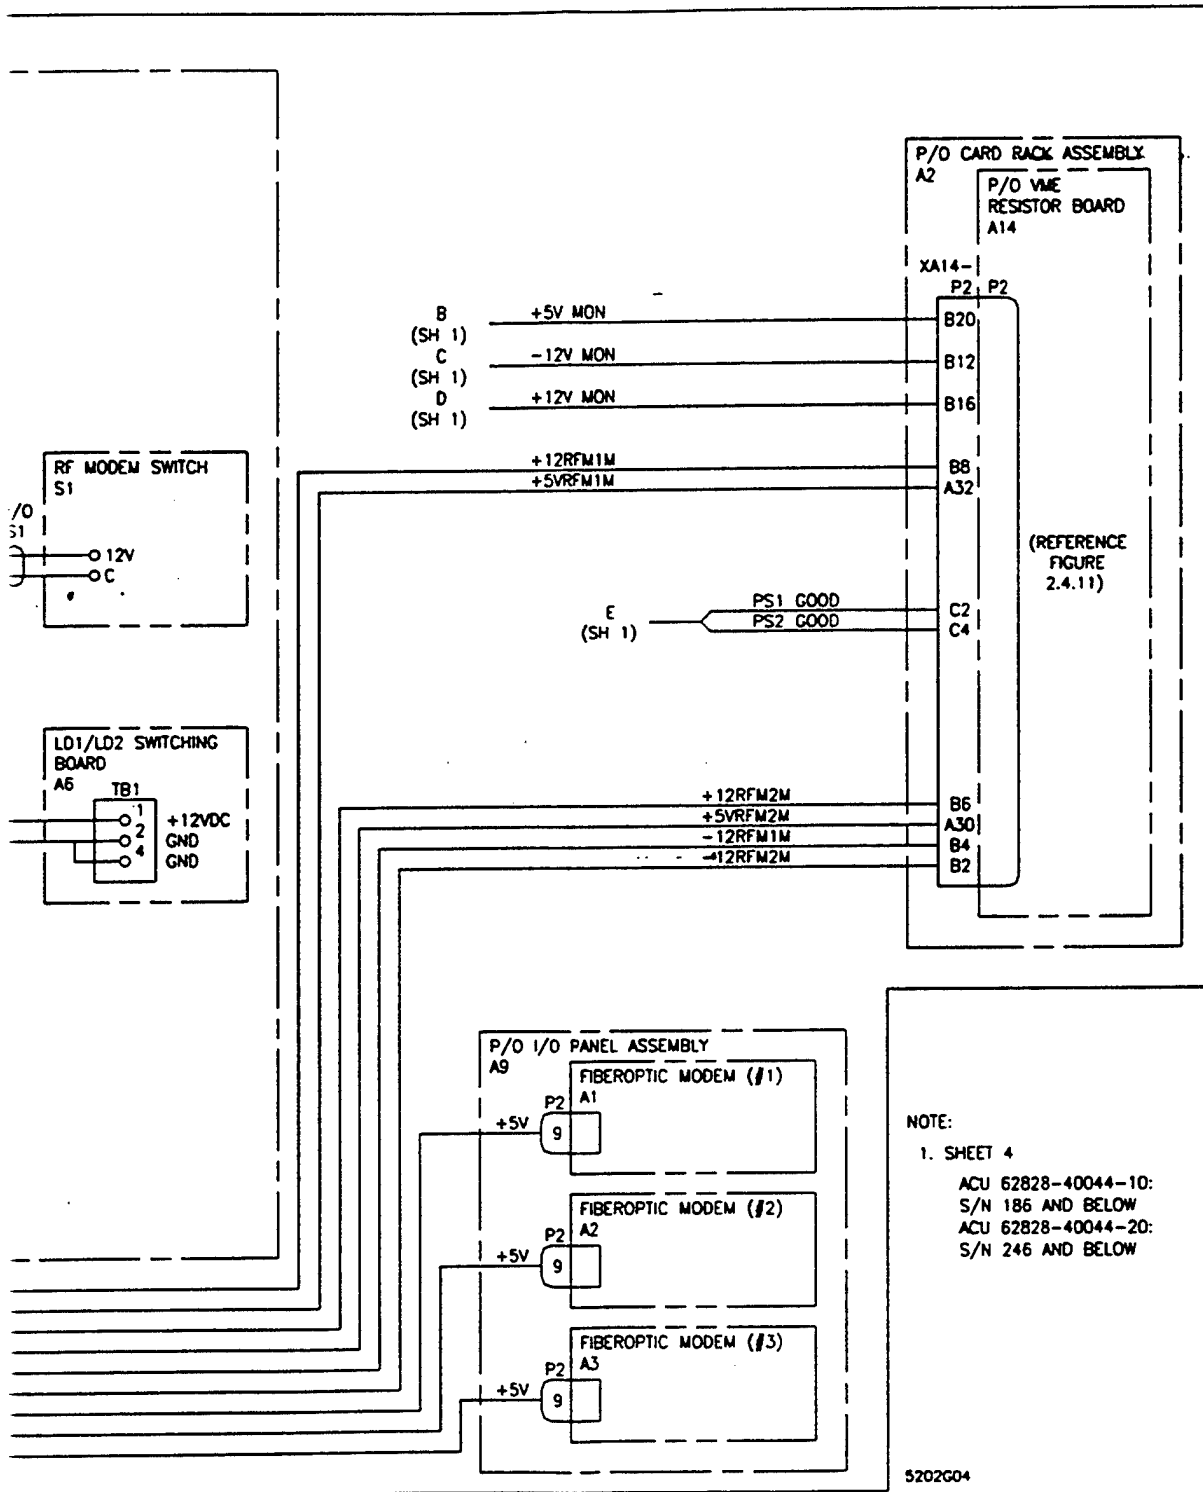 P/O CARD RACK ASSEMBLY
A2
P/O VME
RESISTOR BOARD
A14
XA14-
P2 P2
B
(SH 1)
+5V MON
B20
C
(SH 1)
-12V MON
B12
D
(SH 1)
+12V MON
B16
+12RFM1M
B8
+5VRFM1M
A32
RF MODEM SWITCH
S1
/O
S1
12V
C
(REFERENCE
FIGURE
2.4.11)
E
(SH 1)
PS1 GOOD
C2
PS2 GOOD
C4
LD1/LD2 SWITCHING
BOARD
A6
TB1
1 +12VDC
2 GND
4 GND
+12RFM2M
B6
+5VRFM2M
A30
-12RFM1M
B4
-12RFM2M
B2
P/O I/O PANEL ASSEMBLY
A9
FIBEROPTIC MODEM (#1)
A1
P2
+5V
9
FIBEROPTIC MODEM (#2)
A2
P2
+5V
9
FIBEROPTIC MODEM (#3)
A3
P2
+5V
9
NOTE:
1. SHEET 4
ACU 62828-40044-10:
S/N 186 AND BELOW
ACU 62828-40044-20:
S/N 246 AND BELOW
5202G04